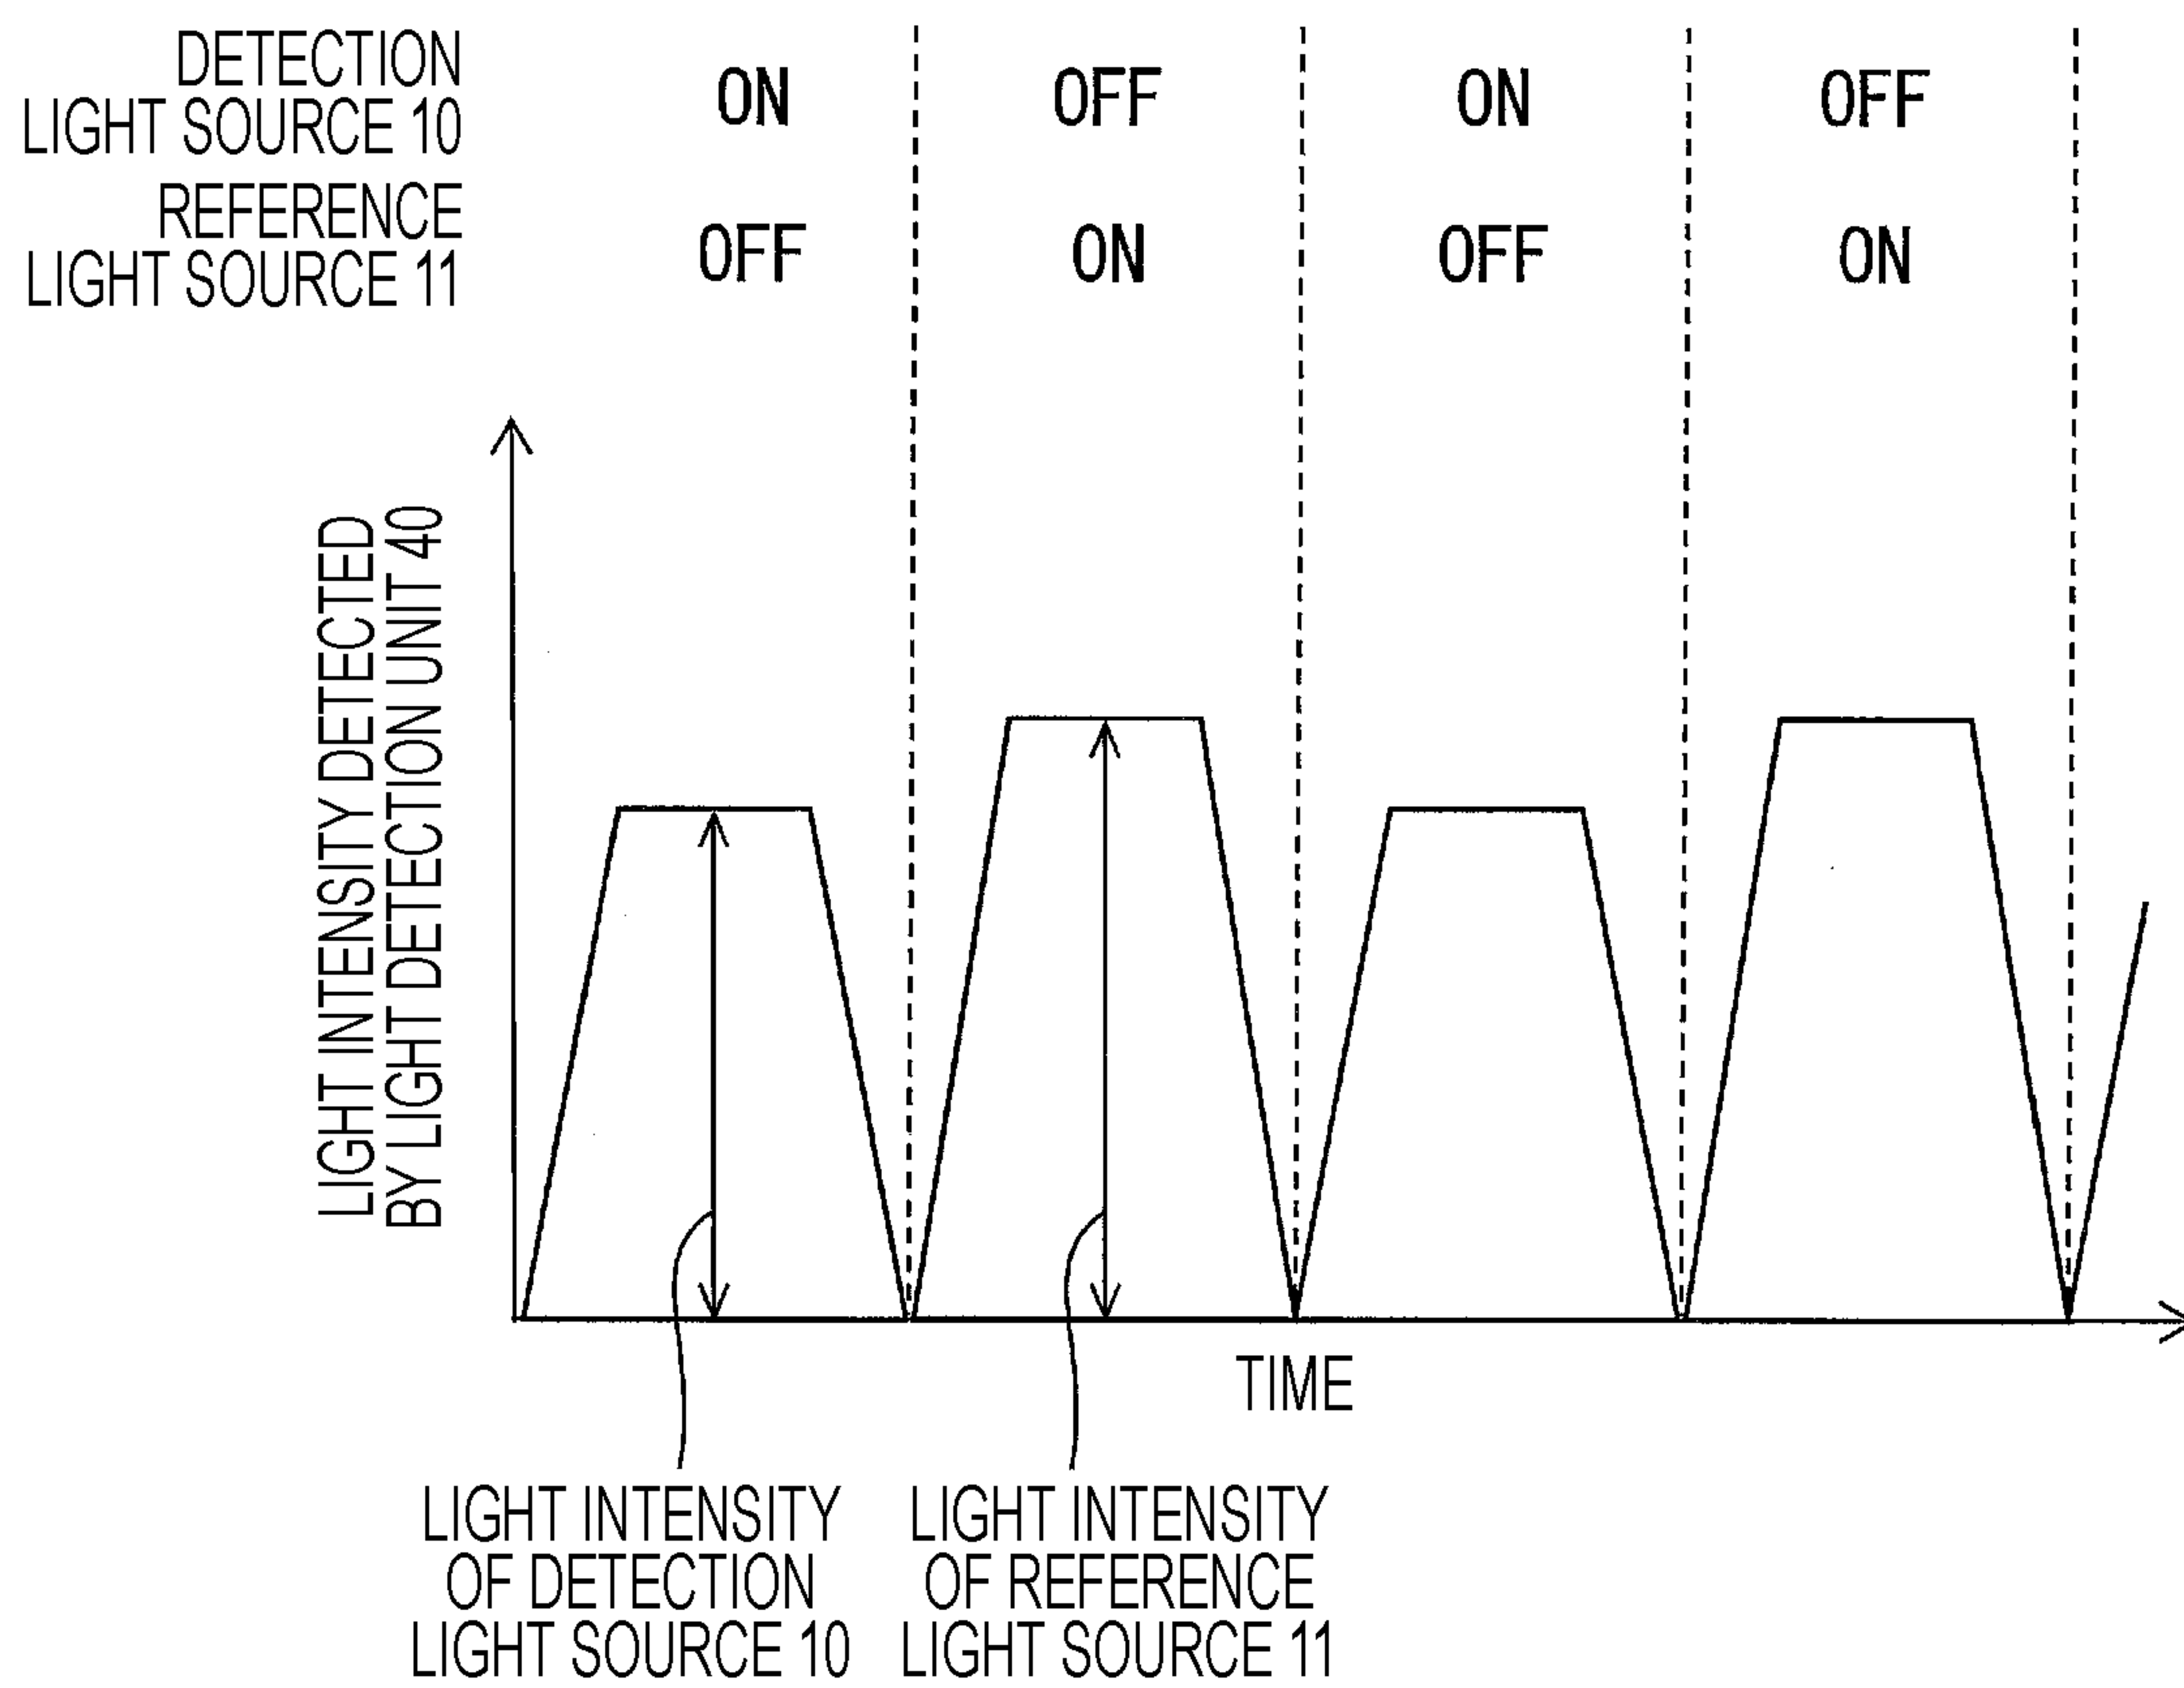 DETECTION
LIGHT SOURCE 10
ON OFF ON OFF
REFERENCE
LIGHT SOURCE 11
OFF ON OFF ON
LIGHT INTENSITY DETECTED
BY LIGHT DETECTION UNIT 40
TIME
LIGHT INTENSITY
OF DETECTION
LIGHT SOURCE 10
LIGHT INTENSITY
OF REFERENCE
LIGHT SOURCE 11